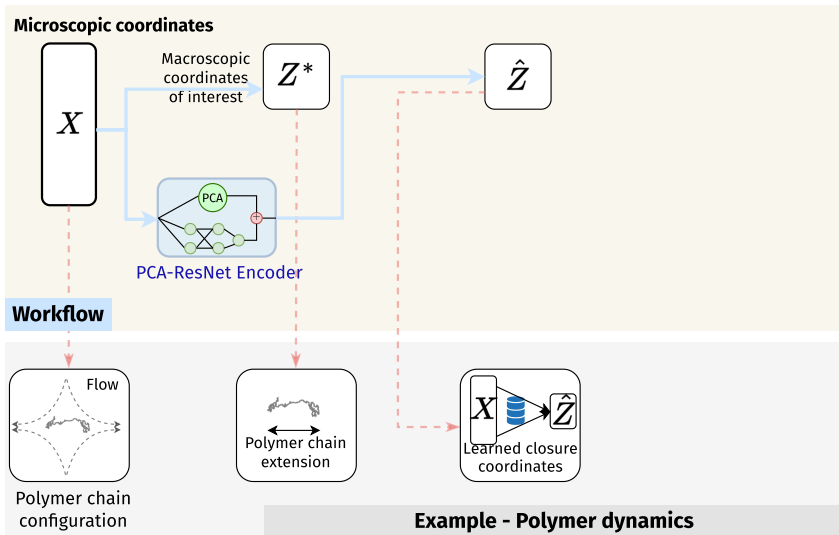 Microscopic coordinates
X
Macroscopic
coordinates
of interest
Z*
Ẑ
PCA
+
PCA-ResNet Encoder
Workflow
Flow
Polymer chain
configuration
Polymer chain
extension
X
Ẑ
Learned closure
coordinates
Example - Polymer dynamics